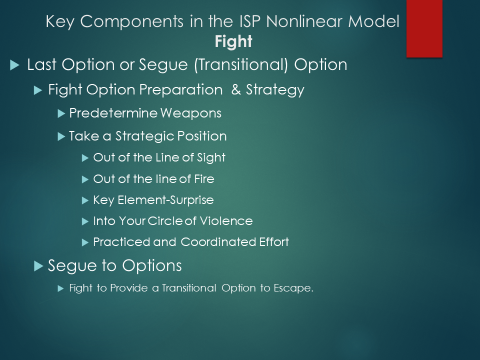 Key Components in the ISP Nonlinear Model
Fight
Last Option or Segue (Transitional) Option
Fight Option Preparation & Strategy
Predetermine Weapons
Take a Strategic Position
Out of the Line of Sight
Out of the line of Fire
Key Element-Surprise
Into Your Circle of Violence
Practiced and Coordinated Effort
Segue to Options
Fight to Provide a Transitional Option to Escape.